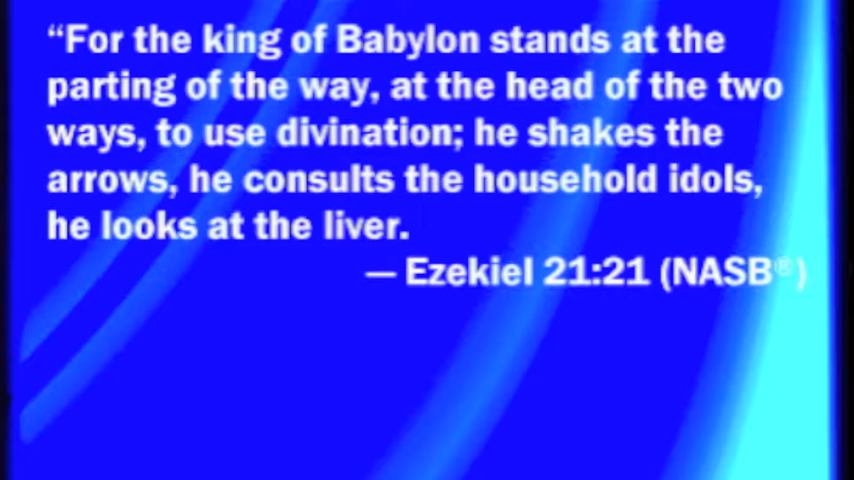 “For the king of Babylon stands at the
parting of the way, at the head of the two
ways, to use divination; he shakes the
arrows, he consults the household idols,
he looks at the liver.
— Ezekiel 21:21 (NASB®)